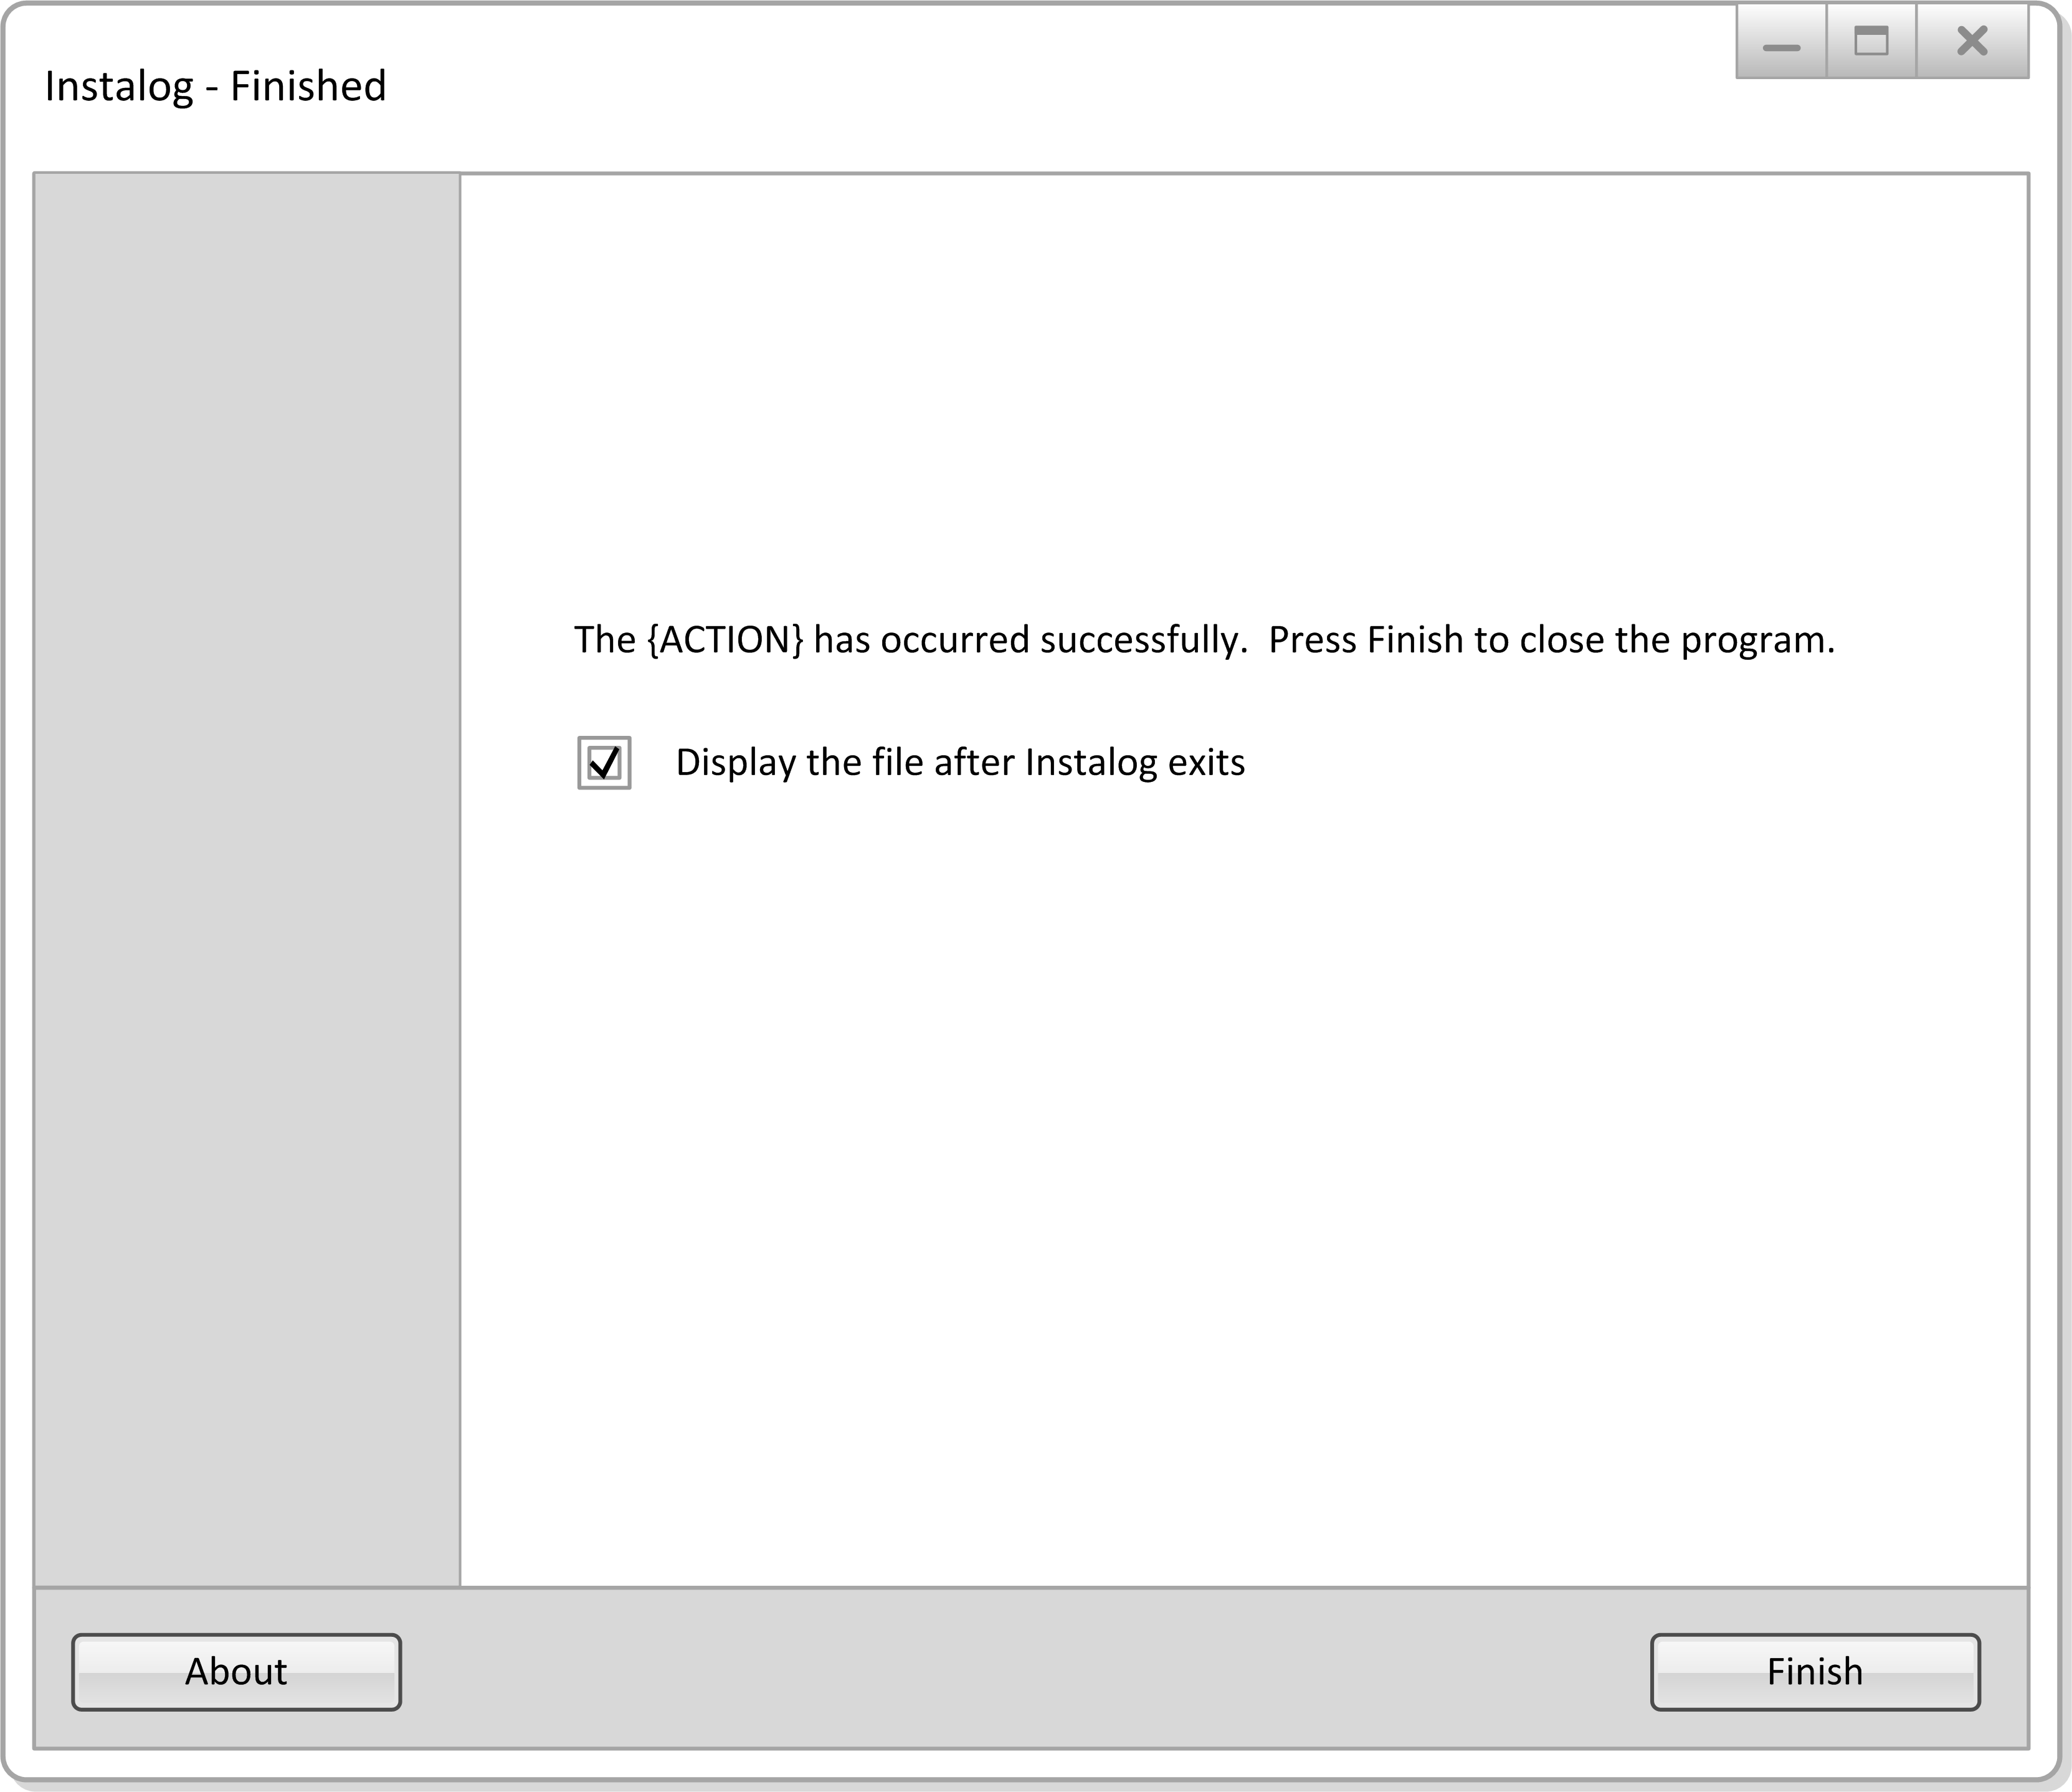 Instalog - Finished
The {ACTION} has occurred successfully.  Press Finish to close the program.
Display the file after Instalog exits
About
Finish